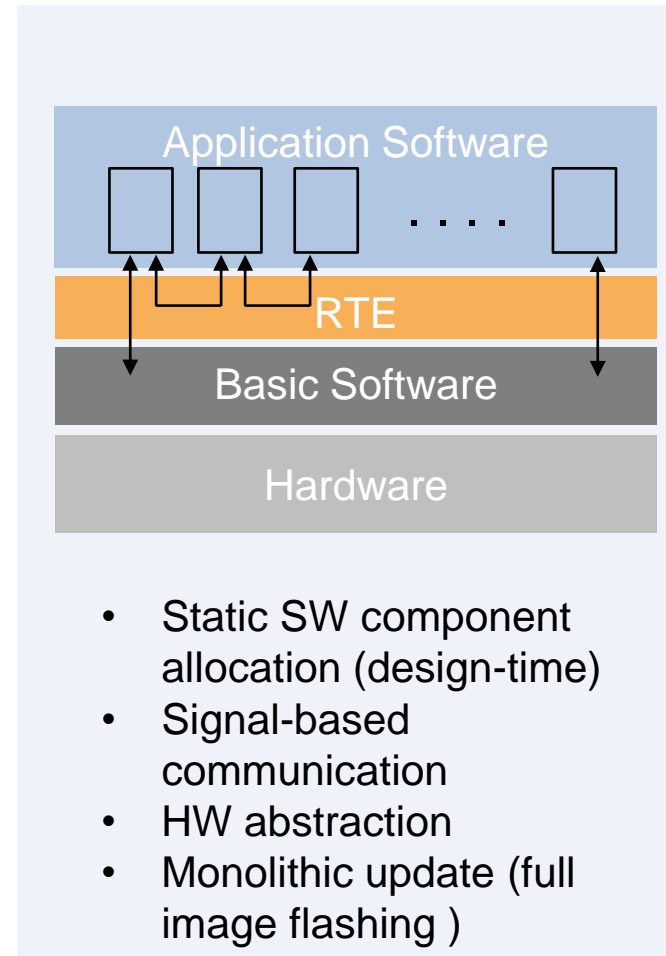 Application Software
. . . .
RTE
Basic Software
Hardware
• Static SW component
allocation (design-time)
• Signal-based
communication
• HW abstraction
• Monolithic update (full
image flashing )